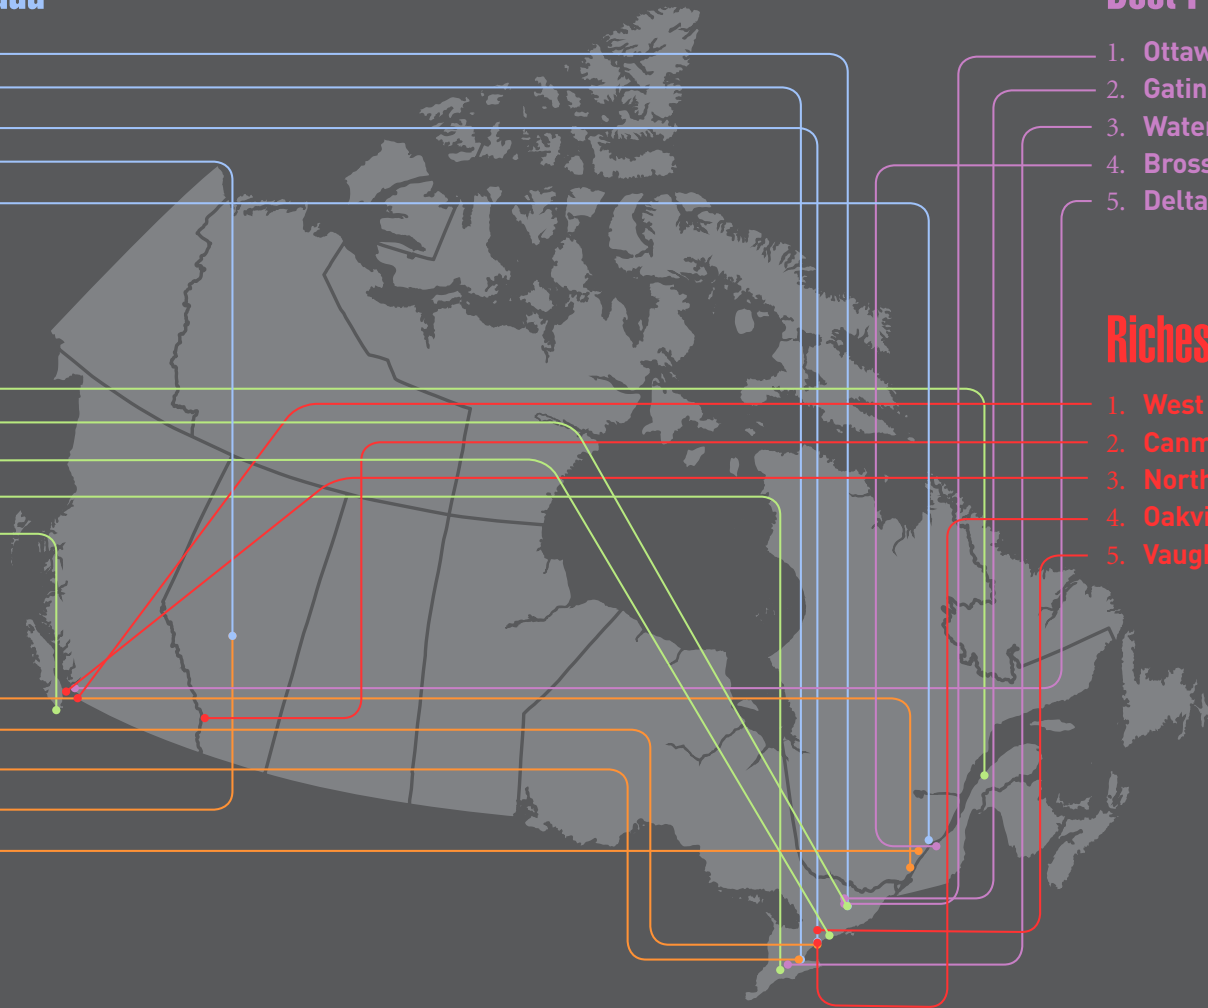 1. Ottaw
2. Gatin
3. Water
4. Bross
5. Delta
Riches
1. West
2. Canm
3. North
4. Oakvi
5. Vaugh